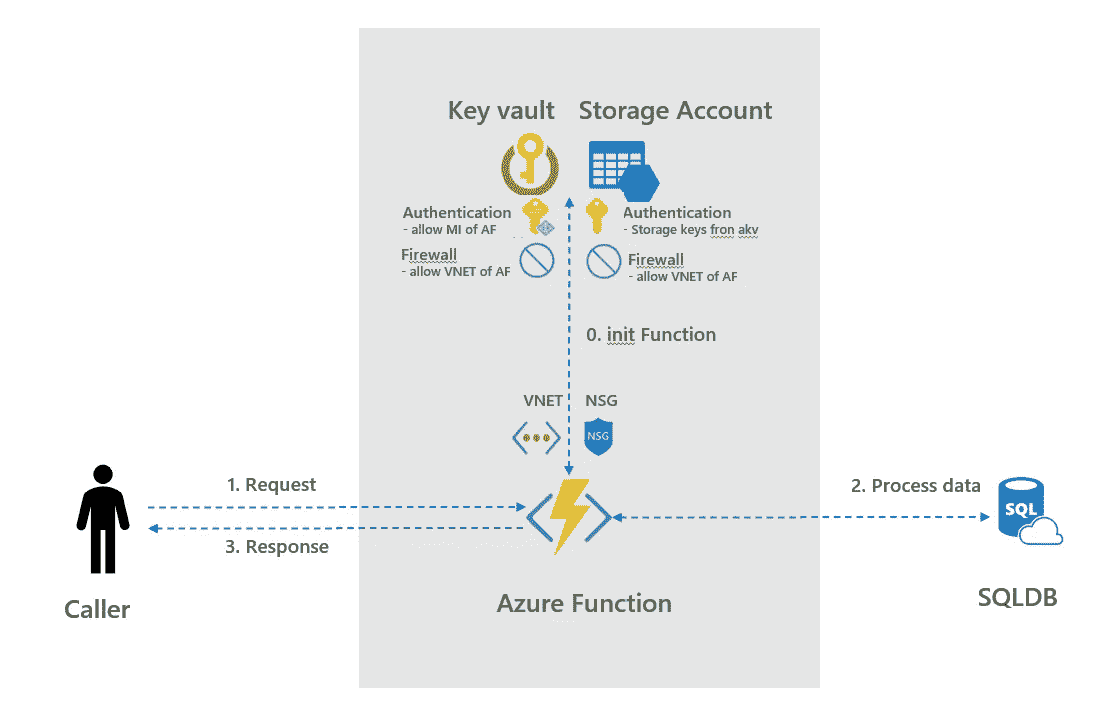 Key vault
Storage Account
Authentication
- allow MI of AF
Authentication
- Storage keys fron akv
Firewall
- allow VNET of AF
Firewall
- allow VNET of AF
0. init Function
VNET
NSG
NSG
1. Request
2. Process data
SQL
3. Response
Caller
Azure Function
SQLDB